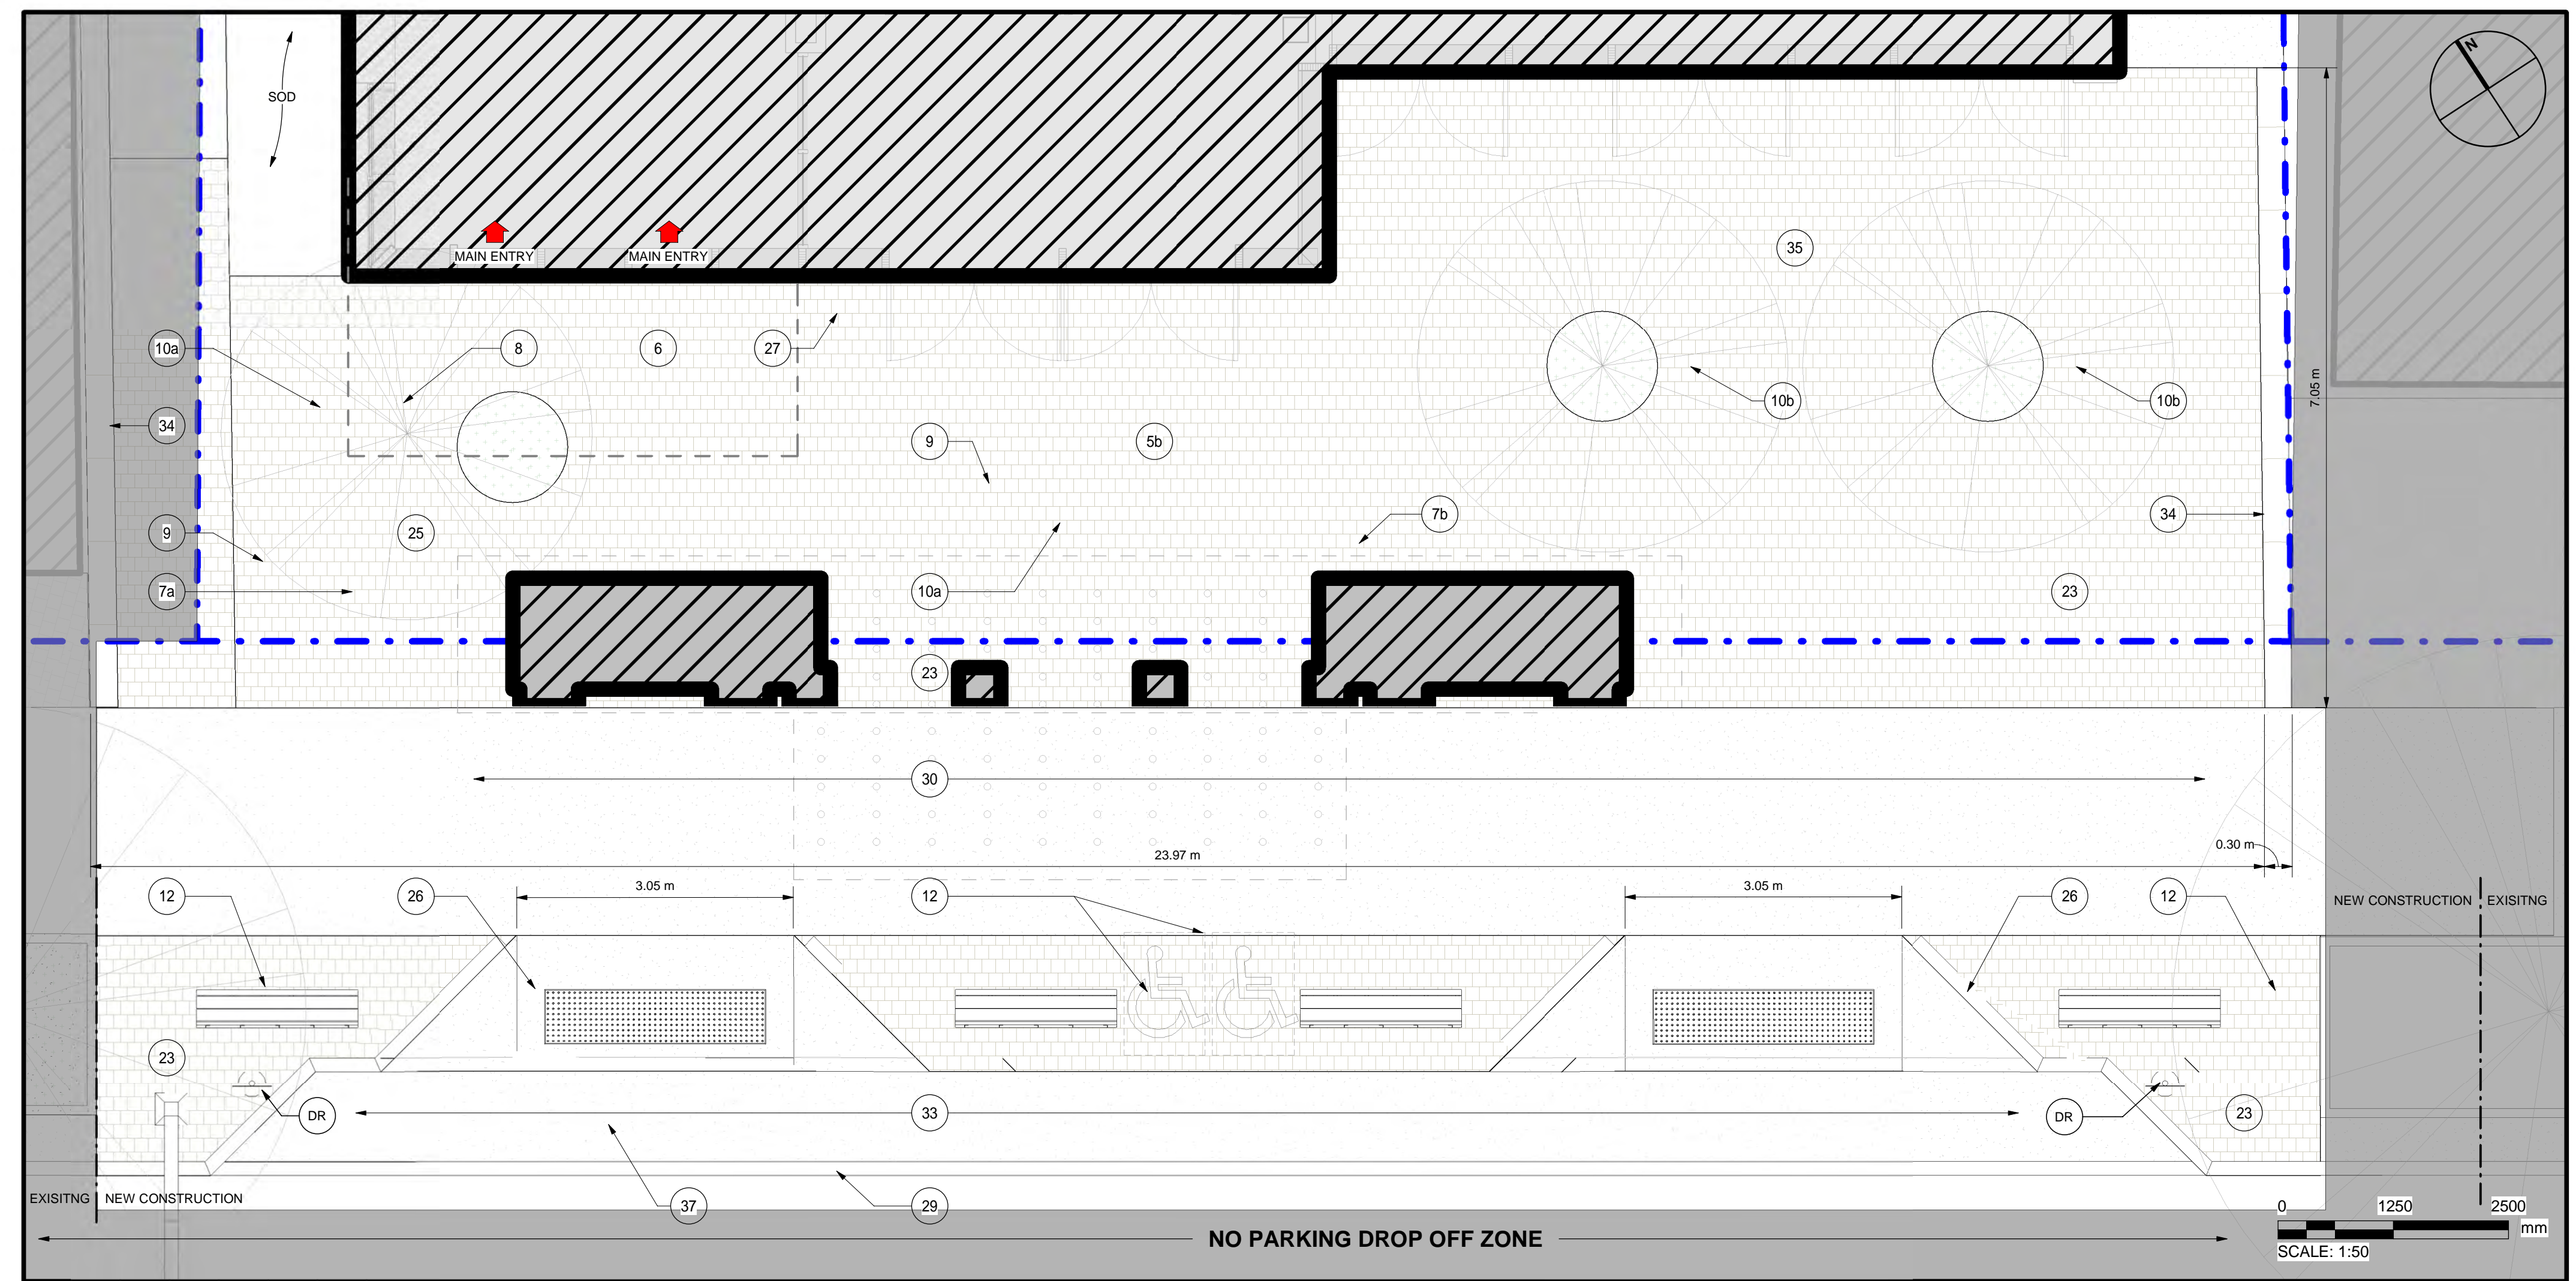 N
SOD
MAIN ENTRY
MAIN ENTRY
35
10a
8
6
27
7.05 m
10b
10b
34
9
5b
7b
34
9
25
7a
10a
23
23
30
23.97 m
0.30 m
12
26
3.05 m
12
3.05 m
26
12
NEW CONSTRUCTION
EXISITNG
23
DR
33
DR
23
EXISITNG
NEW CONSTRUCTION
37
29
0 1250 2500
mm
SCALE: 1:50
NO PARKING DROP OFF ZONE